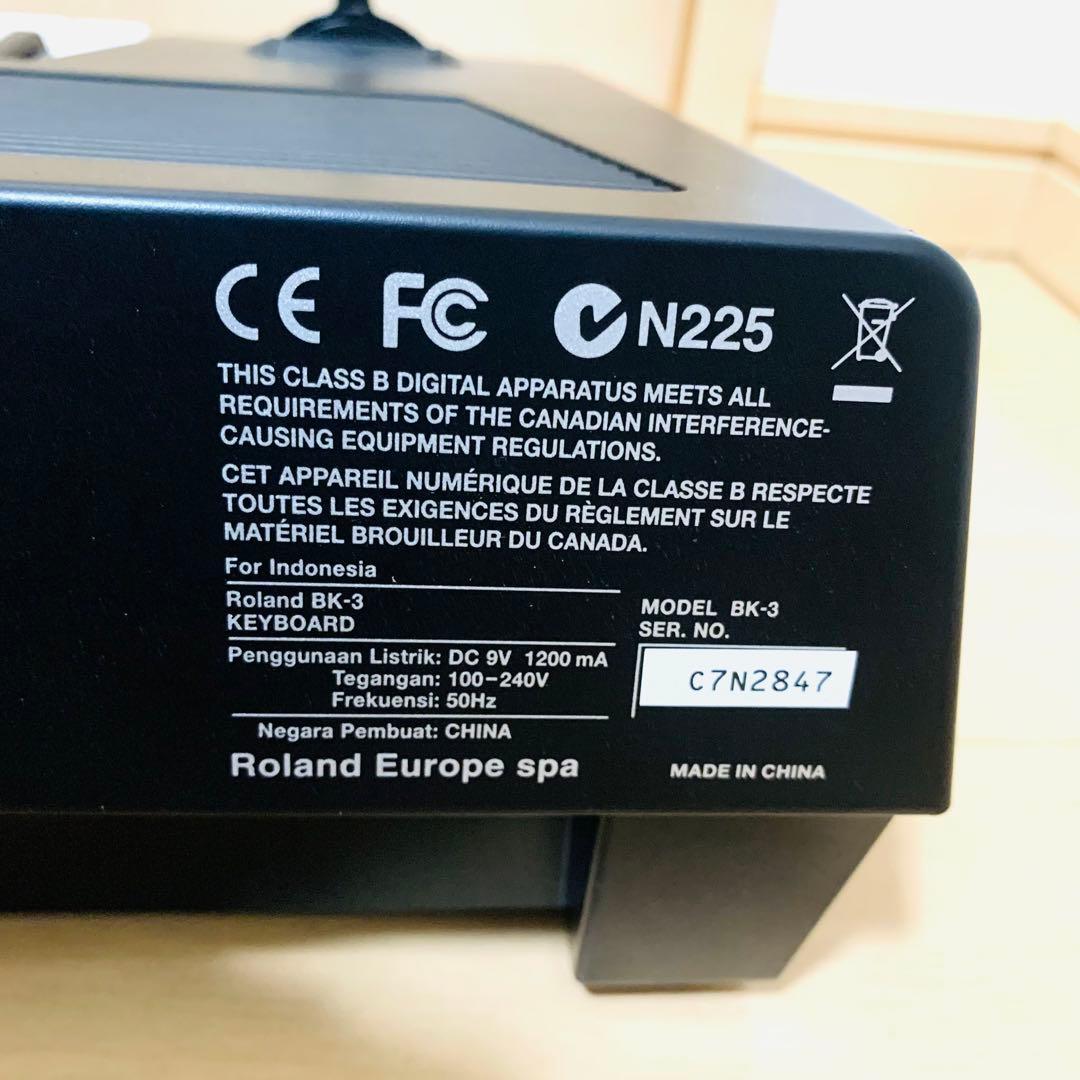 CE FC N225
THIS CLASS B DIGITAL APPARATUS MEETS ALL
REQUIREMENTS OF THE CANADIAN INTERFERENCE-
CAUSING EQUIPMENT REGULATIONS.
CET APPAREIL NUMÉRIQUE DE LA CLASSE B RESPECTE
TOUTES LES EXIGENCES DU RÈGLEMENT SUR LE
MATÉRIEL BROUILLEUR DU CANADA.
For Indonesia
Roland BK-3
KEYBOARD
Penggunaan Listrik: DC 9V 1200 mA
Tegangan: 100-240V
Frekuensi: 50Hz
Negara Pembuat: CHINA
Roland Europe spa
MODEL BK-3
SER. NO.
C7N2847
MADE IN CHINA